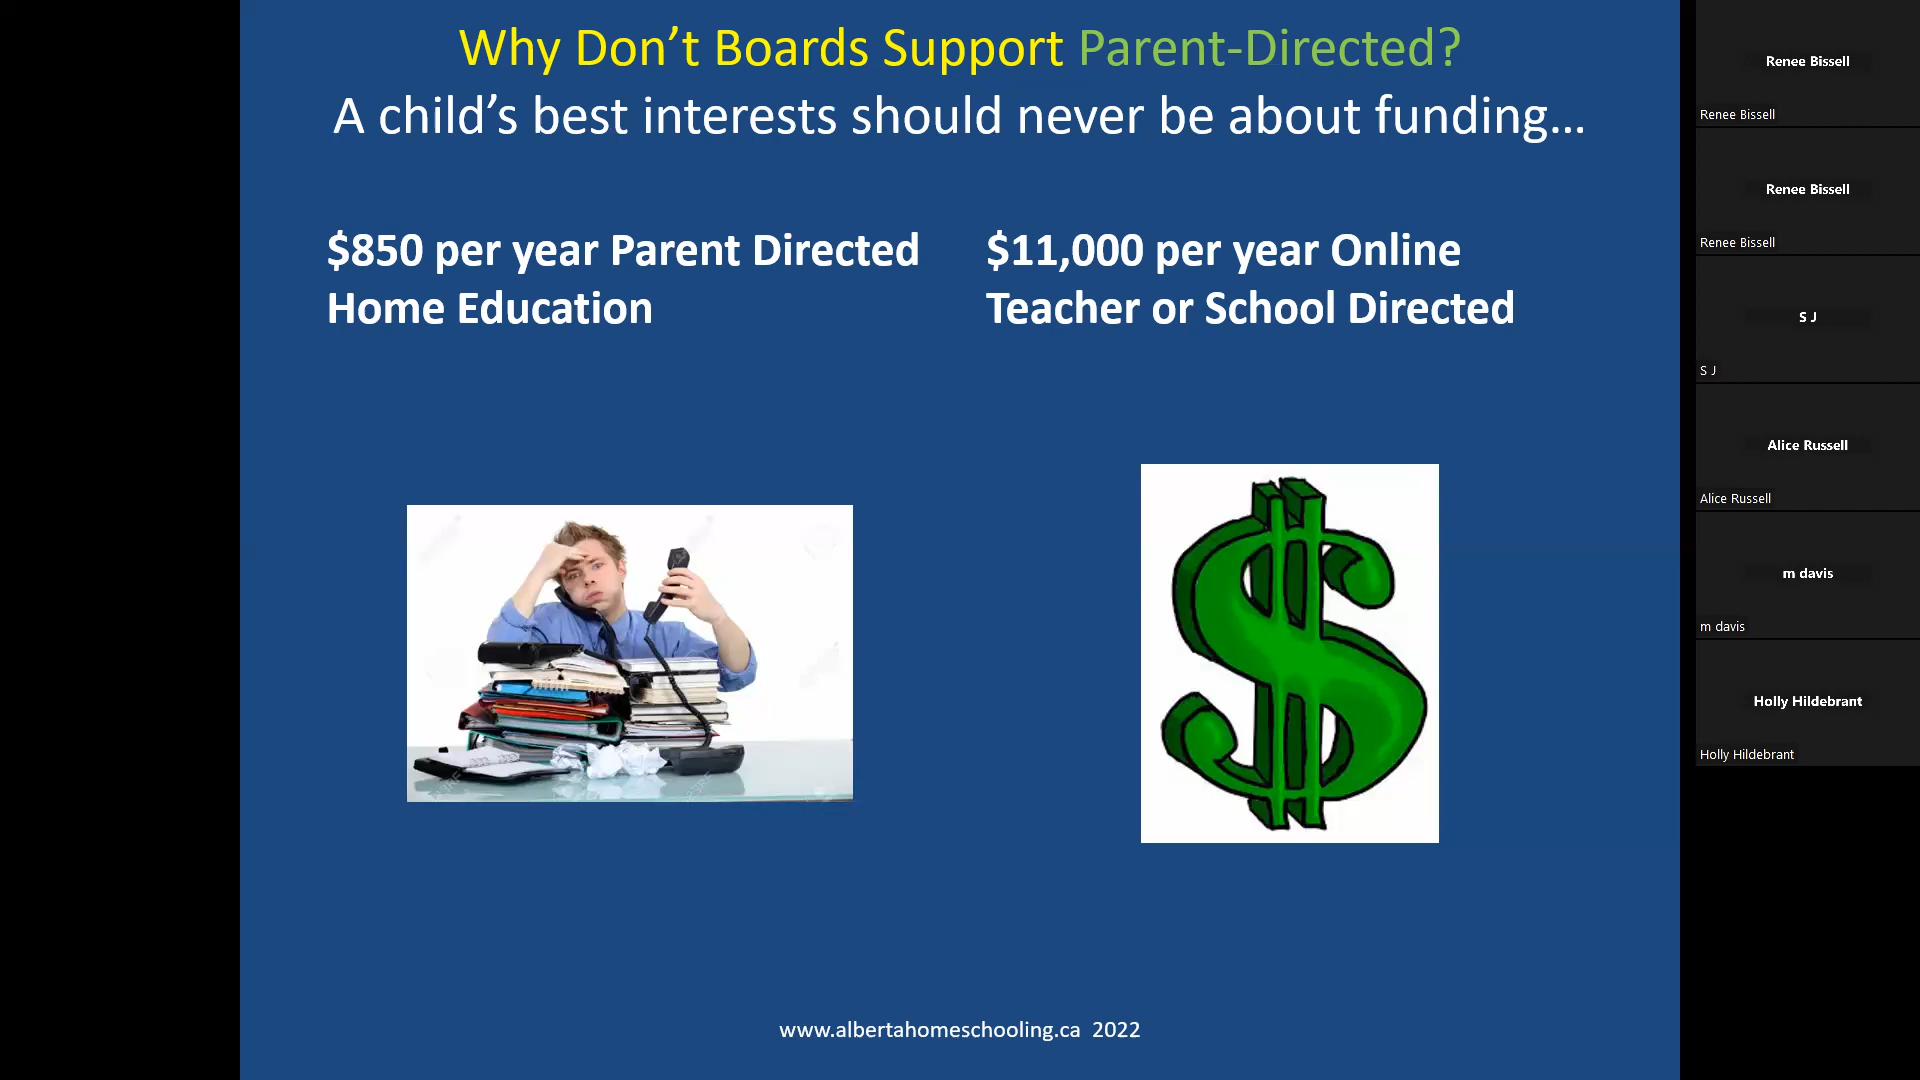 Why Don’t Boards Support Parent-Directed?
A child’s best interests should never be about funding…
$850 per year Parent Directed
Home Education
$11,000 per year Online
Teacher or School Directed
www.albertahomeschooling.ca 2022
Renee Bissell
Renee Bissell
Renee Bissell
Renee Bissell
S J
S J
Alice Russell
Alice Russell
m davis
m davis
Holly Hildebrant
Holly Hildebrant